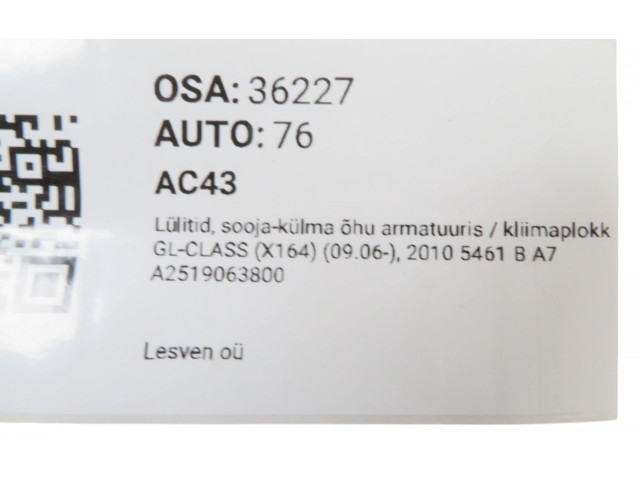 OSA: 36227
AUTO: 76
AC43
Lülitid, sooja-külma õhu armatuuris / kliimaplokk
GL-CLASS (X164) (09.06-), 2010 5461 B A7
A2519063800
Lesven oü